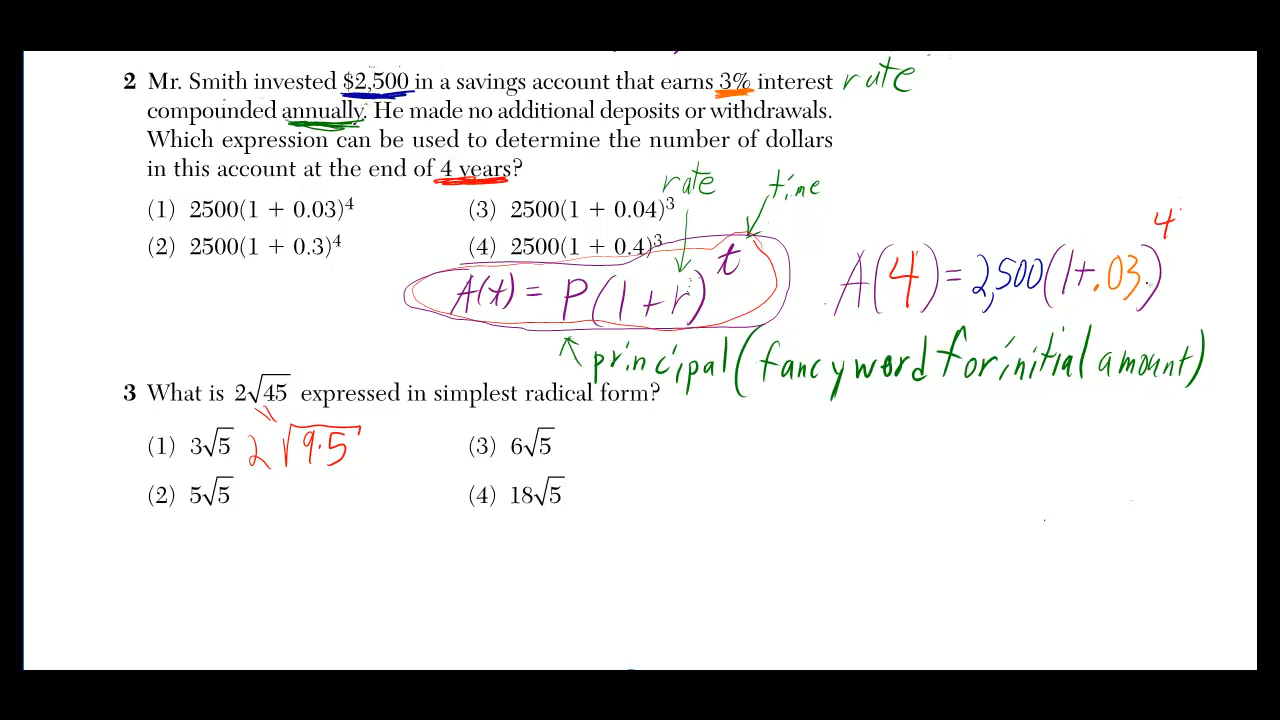 2 Mr. Smith invested $2,500 in a savings account that earns 3% interest rate
compounded annually. He made no additional deposits or withdrawals.
Which expression can be used to determine the number of dollars
in this account at the end of 4 years?
rate time
(1) 2500(1 + 0.03)⁴ (3) 2500(1 + 0.04)³
(2) 2500(1 + 0.3)⁴ (4) 2500(1 + 0.4)³
A(t) = P(1+r)^t A(4) = 2,500(1+.03)⁴
principal (fancy word for initial amount)
3 What is 2√45 expressed in simplest radical form?
(1) 3√5 2√9·5 (3) 6√5
(2) 5√5 (4) 18√5